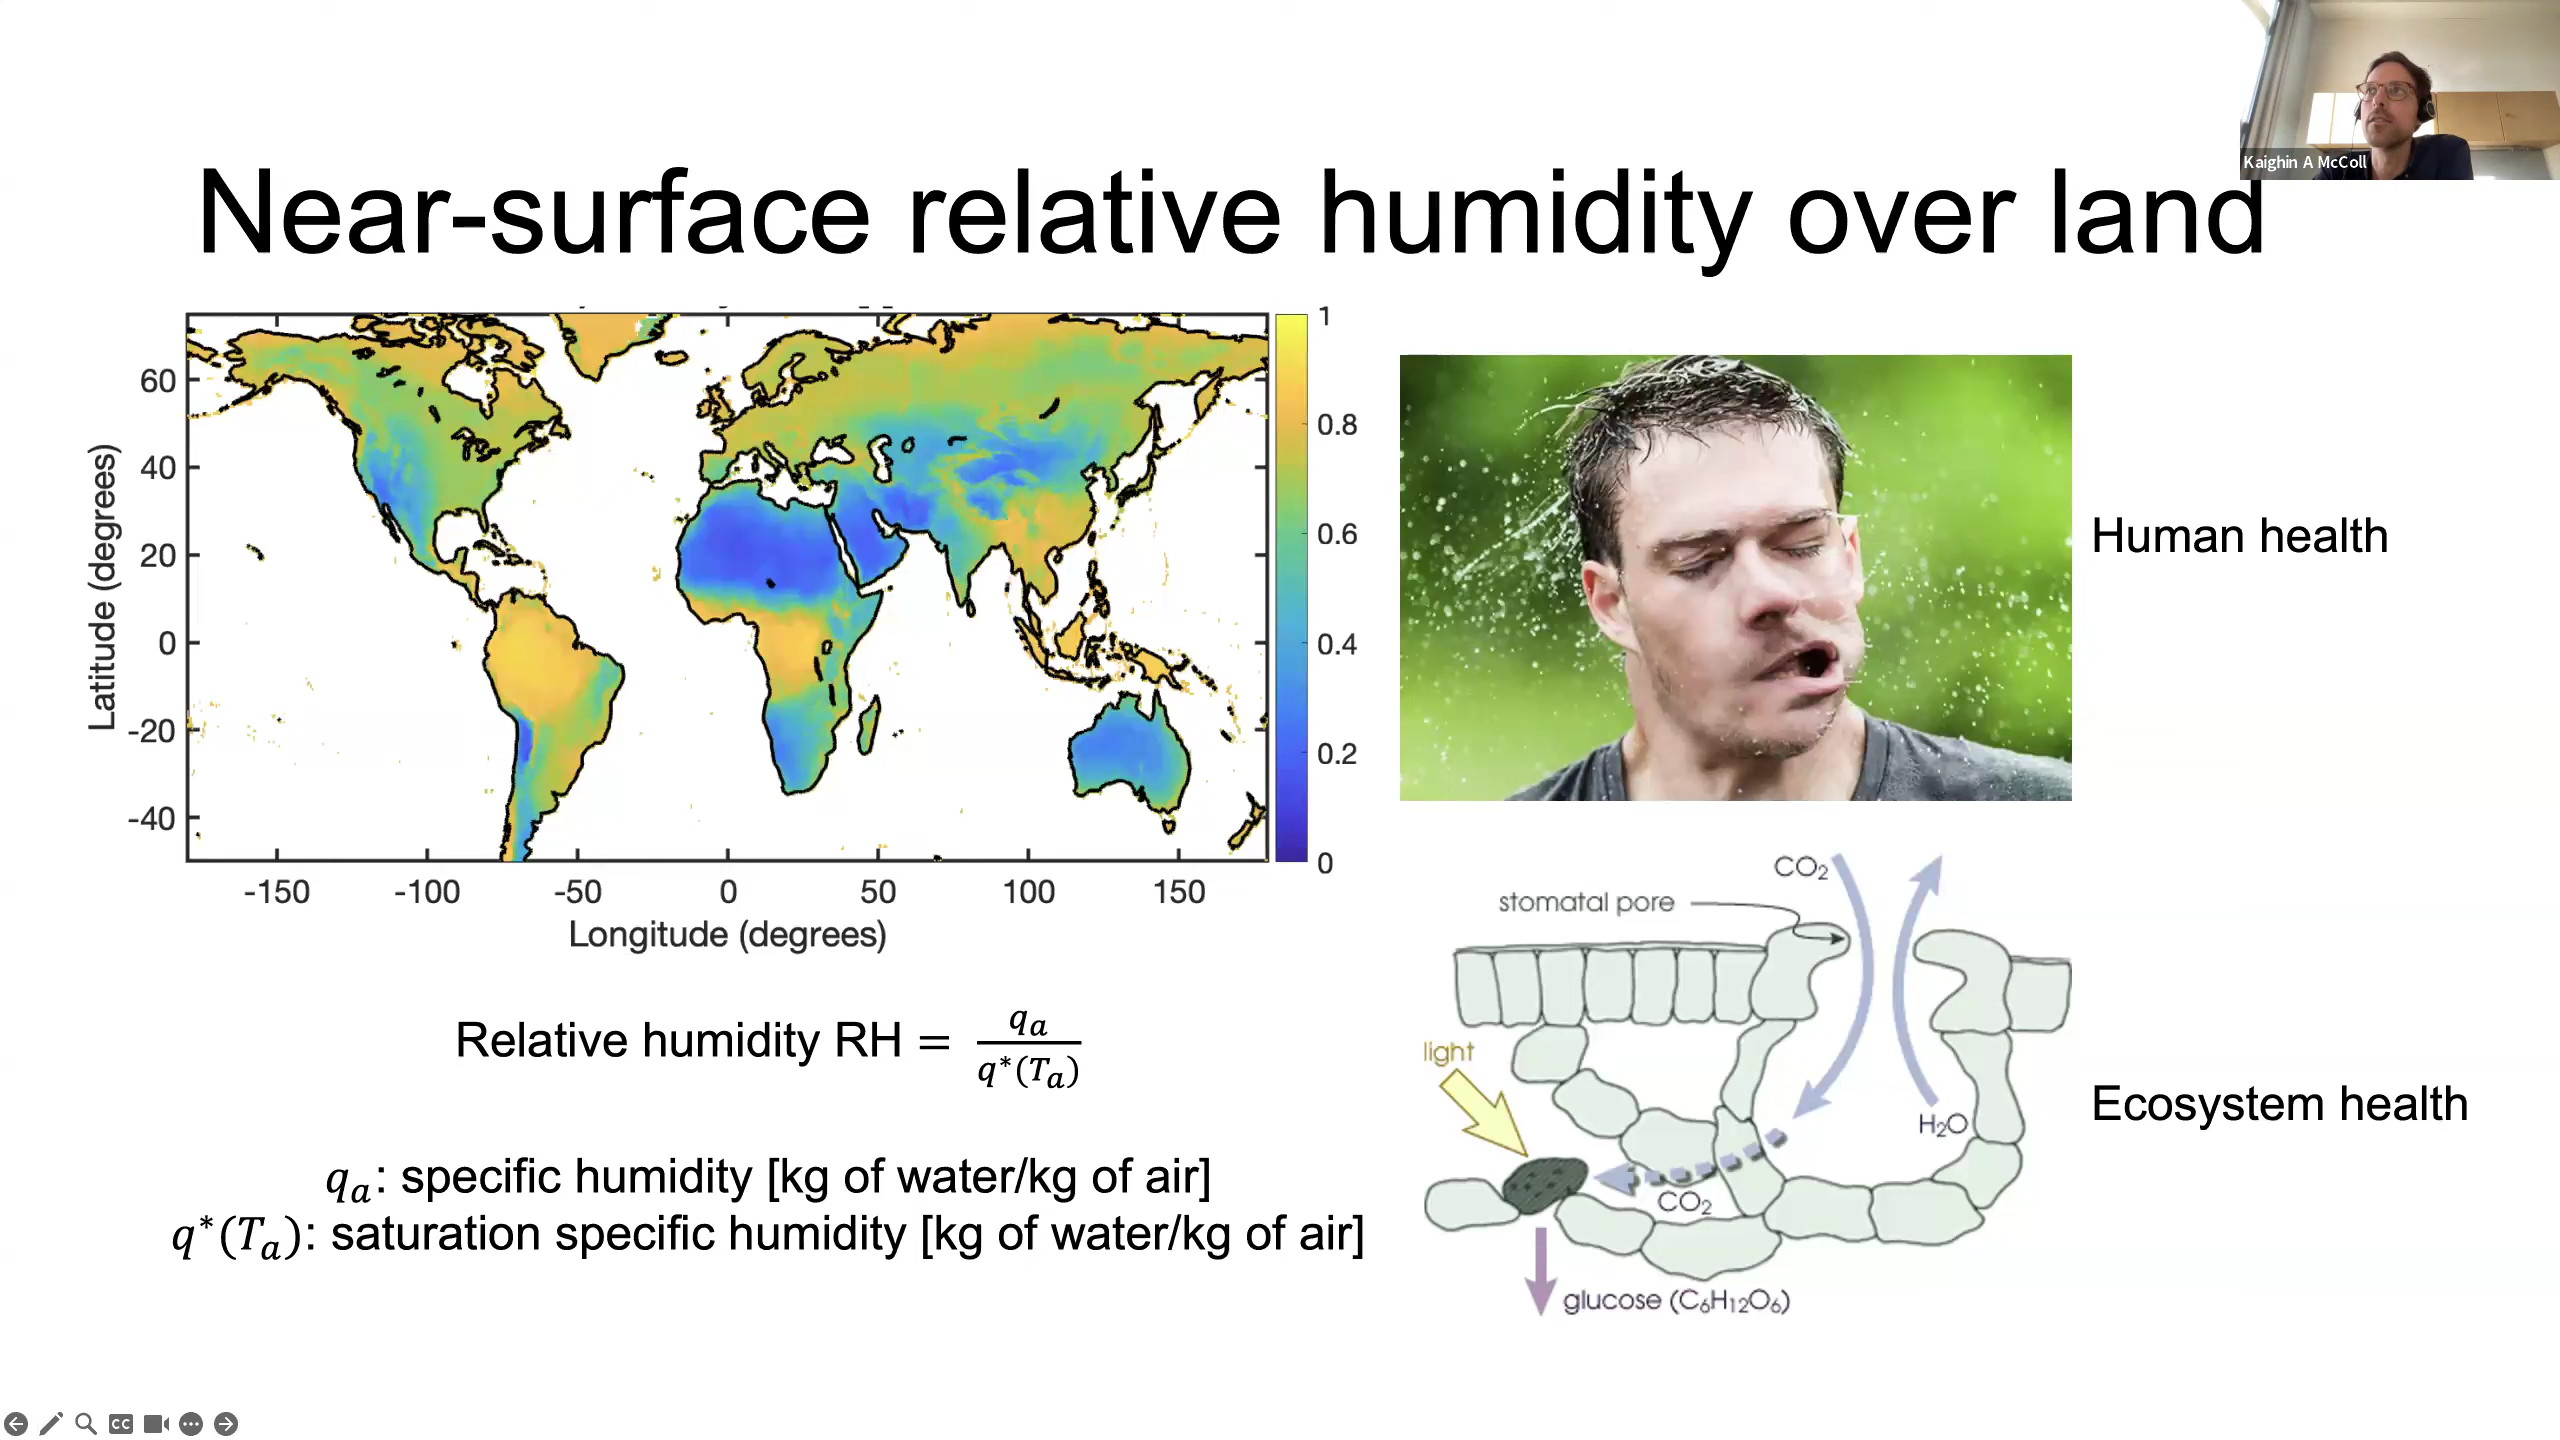 Kaighin A McColl
Near-surface relative humidity over land
1
0.8
0.6
0.4
0.2
0
60
40
20
0
-20
-40
Latitude (degrees)
-150 -100 -50 0 50 100 150
Longitude (degrees)
Relative humidity RH = qₐ / q*(Tₐ)
qₐ: specific humidity [kg of water/kg of air]
q*(Tₐ): saturation specific humidity [kg of water/kg of air]
Human health
CO₂
stomatal pore
light
H₂O
CO₂
glucose (C₆H₁₂O₆)
Ecosystem health
CC